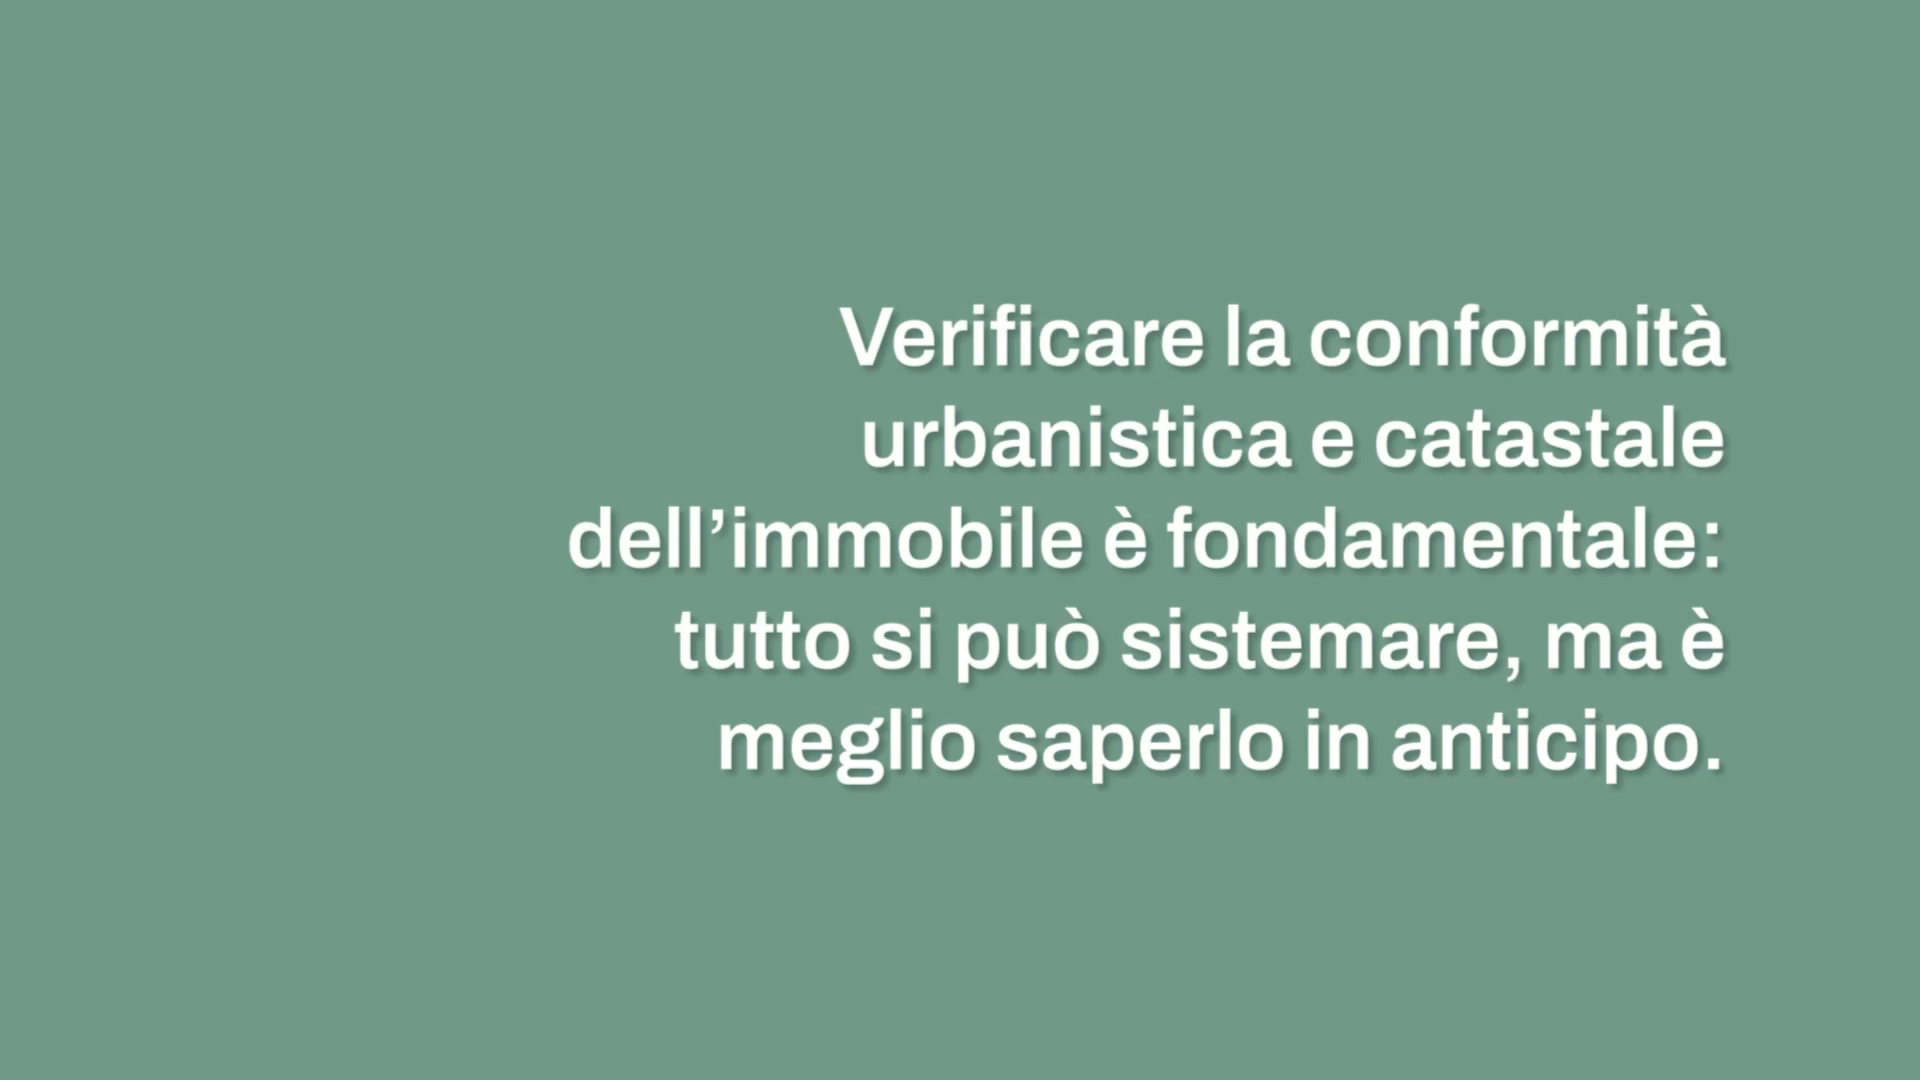 Verificare la conformità
urbanistica e catastale
dell’immobile è fondamentale:
tutto si può sistemare, ma è
meglio saperlo in anticipo.